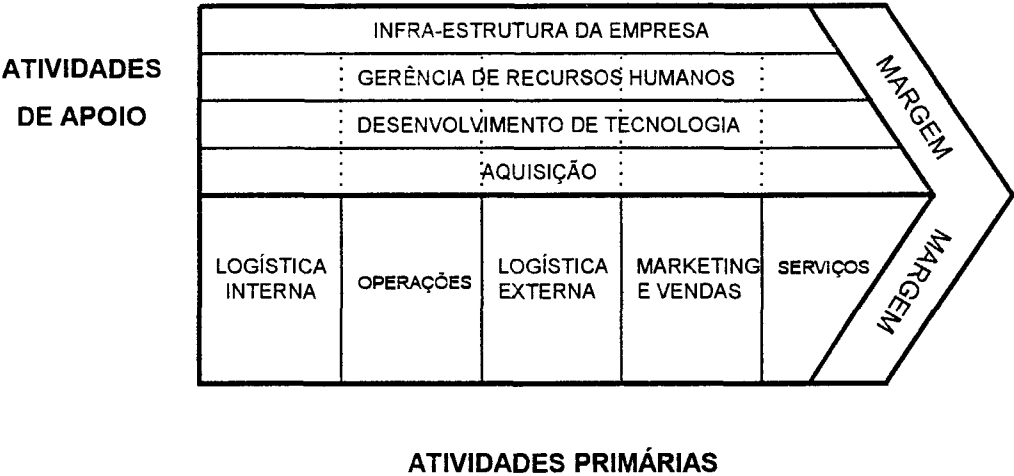 ATIVIDADES
DE APOIO
INFRA-ESTRUTURA DA EMPRESA
GERÊNCIA DE RECURSOS HUMANOS
DESENVOLVIMENTO DE TECNOLOGIA
AQUISIÇÃO
MARGEM
LOGÍSTICA
INTERNA
OPERAÇÕES
LOGÍSTICA
EXTERNA
MARKETING
E VENDAS
SERVIÇOS
MARGEM
ATIVIDADES PRIMÁRIAS